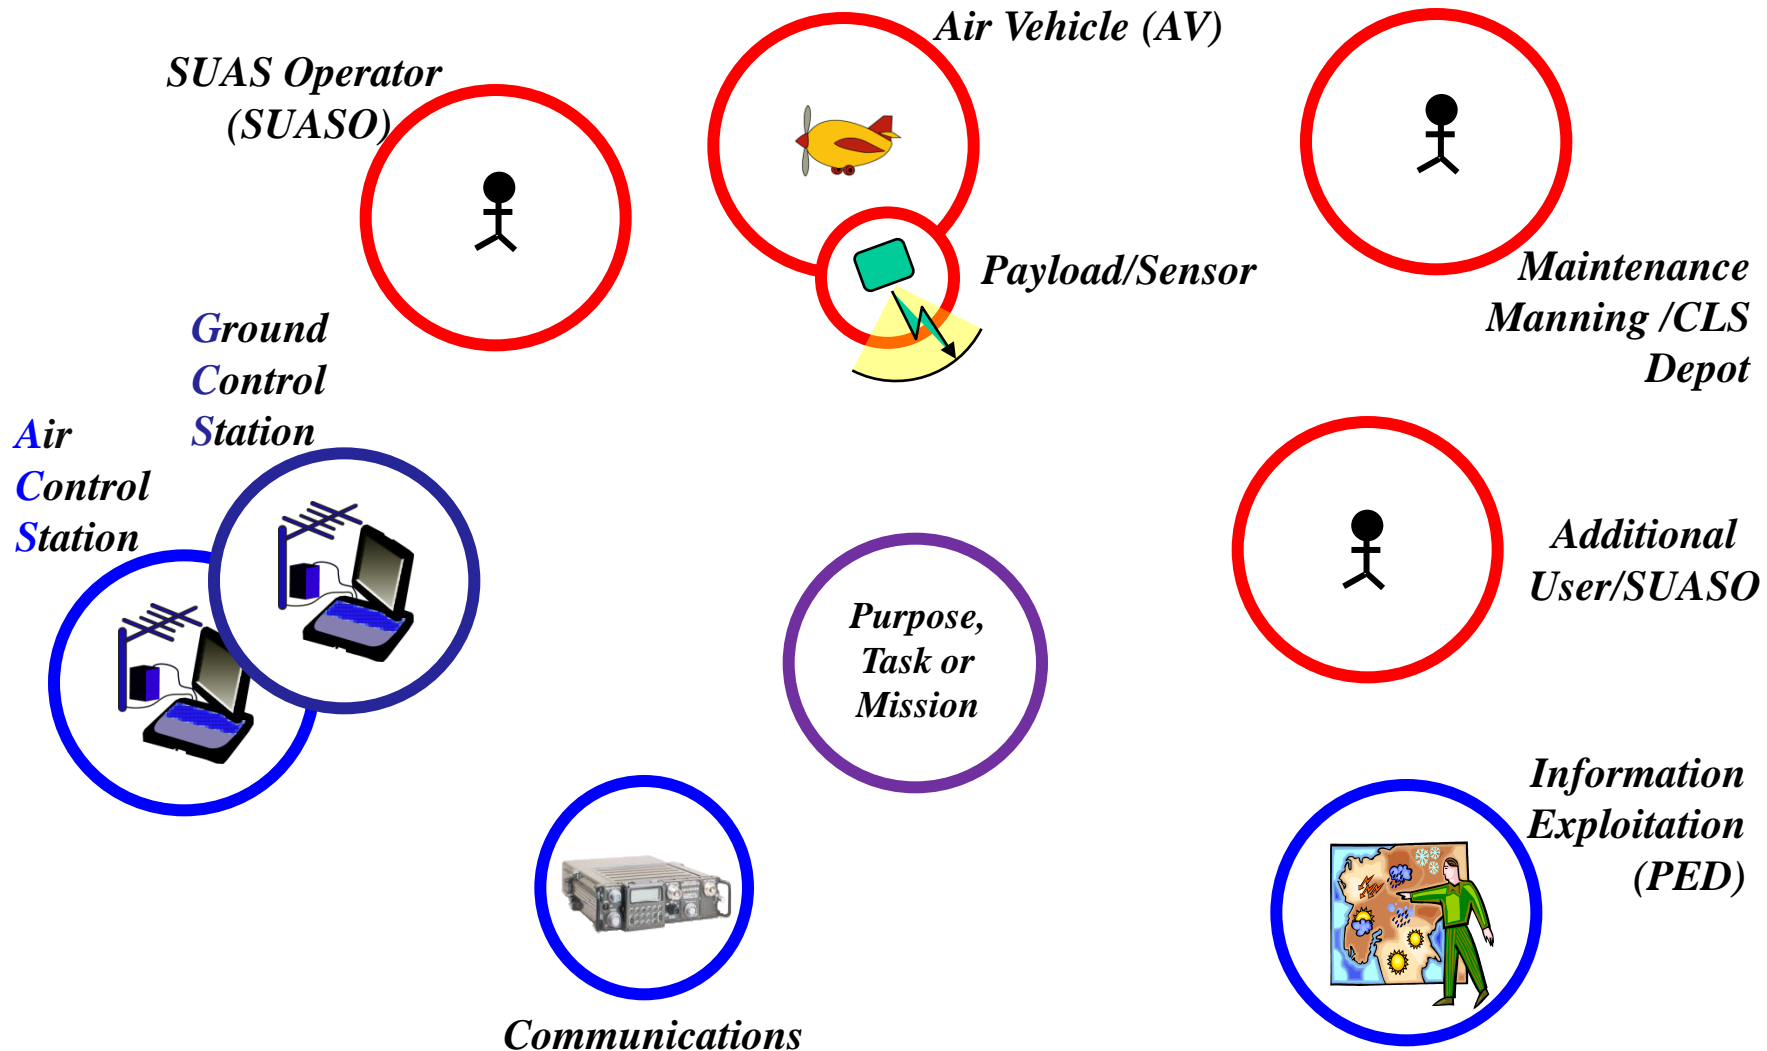 SUAS Operator
(SUASO)
Air Vehicle (AV)
Payload/Sensor
Maintenance
Manning /CLS
Depot
Ground
Control
Station
Air
Control
Station
Purpose,
Task or
Mission
Additional
User/SUASO
Information
Exploitation
(PED)
Communications